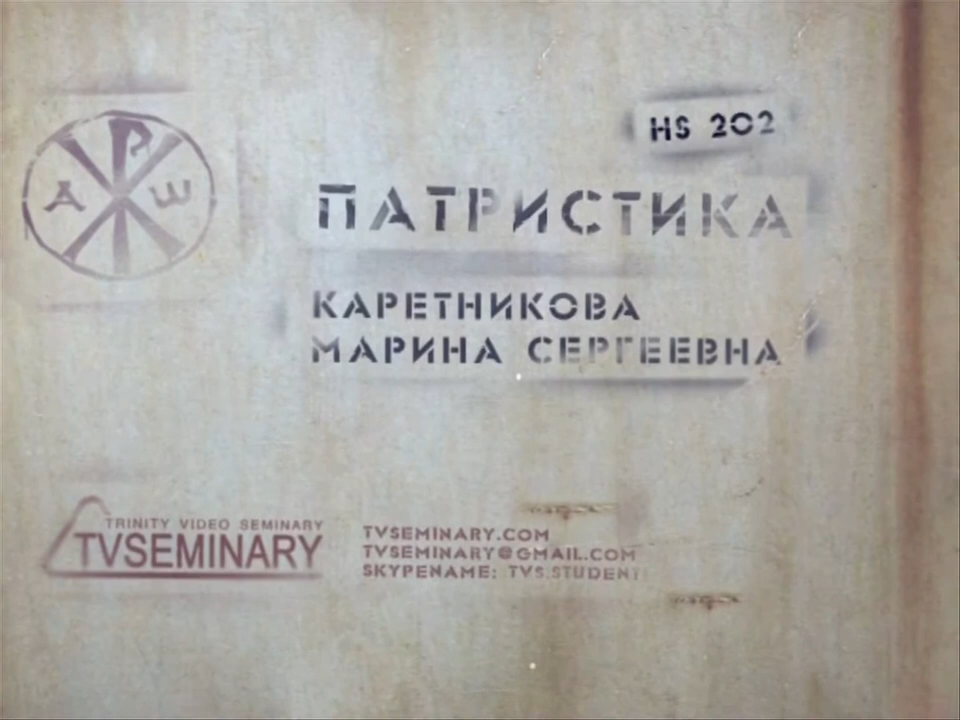 HS 202
ПАТРИСТИКА
КАРЕТНИКОВА
МАРИНА СЕРГЕЕВНА
Α Ρ Ш
TRINITY VIDEO SEMINARY
TVSEMINARY
TVSEMINARY.COM
TVSEMINARY@GMAIL.COM
SKYPENAME: TVS.STUDENT